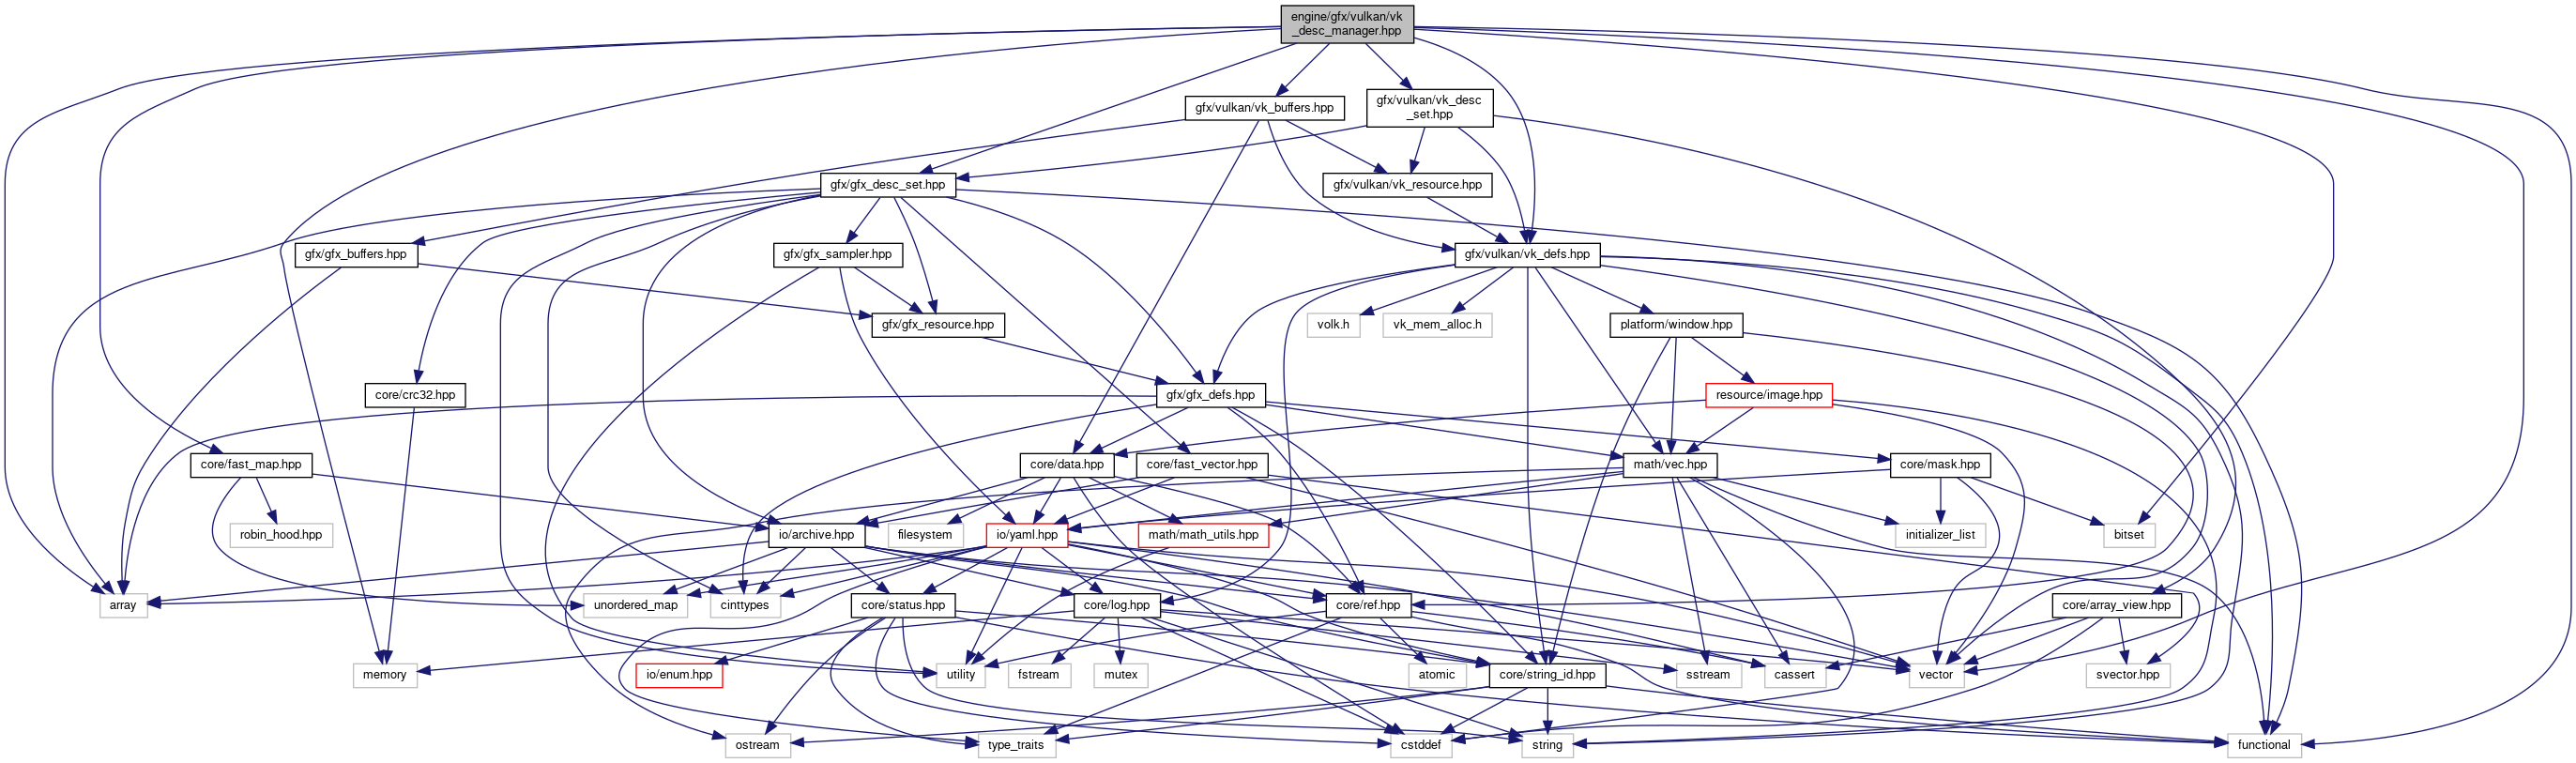 engine/gfx/vulkan/vk
_desc_manager.hpp
gfx/vulkan/vk_buffers.hpp
gfx/vulkan/vk_desc
_set.hpp
gfx/gfx_desc_set.hpp
gfx/vulkan/vk_resource.hpp
gfx/gfx_buffers.hpp
gfx/gfx_sampler.hpp
gfx/vulkan/vk_defs.hpp
gfx/gfx_resource.hpp
volk.h
vk_mem_alloc.h
platform/window.hpp
core/crc32.hpp
gfx/gfx_defs.hpp
resource/image.hpp
core/fast_map.hpp
core/data.hpp
core/fast_vector.hpp
math/vec.hpp
core/mask.hpp
robin_hood.hpp
io/archive.hpp
filesystem
io/yaml.hpp
math/math_utils.hpp
initializer_list
bitset
array
unordered_map
cinttypes
core/status.hpp
core/log.hpp
core/ref.hpp
core/array_view.hpp
memory
io/enum.hpp
utility
fstream
mutex
atomic
core/string_id.hpp
sstream
cassert
vector
svector.hpp
ostream
type_traits
cstddef
string
functional